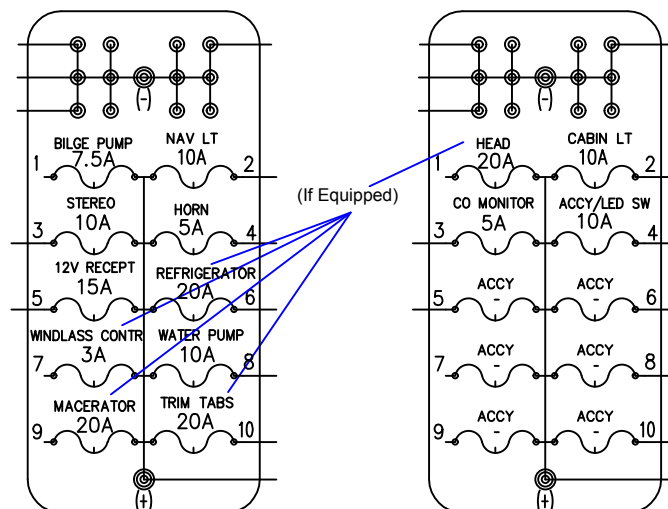 (-)
BILGE PUMP NAV LT
7.5A 10A
1 2
STEREO HORN
10A 5A
3 4
12V RECEPT REFRIGERATOR
15A 20A
5 6
WINDLASS CONTR WATER PUMP
3A 10A
7 8
MACERATOR TRIM TABS
20A 20A
9 10
(+)
(If Equipped)
(-)
HEAD CABIN LT
20A 10A
1 2
CO MONITOR ACCY/LED SW
5A 10A
3 4
ACCY ACCY
- -
5 6
ACCY ACCY
- -
7 8
ACCY ACCY
- -
9 10
(+)